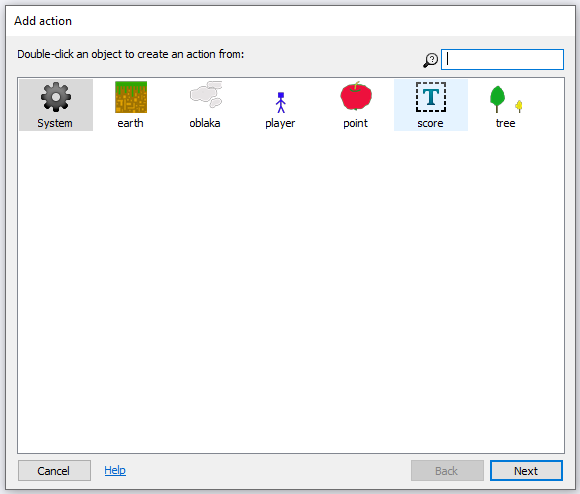 Add action
Double-click an object to create an action from:
System earth oblaka player point score tree
Cancel Help Back Next